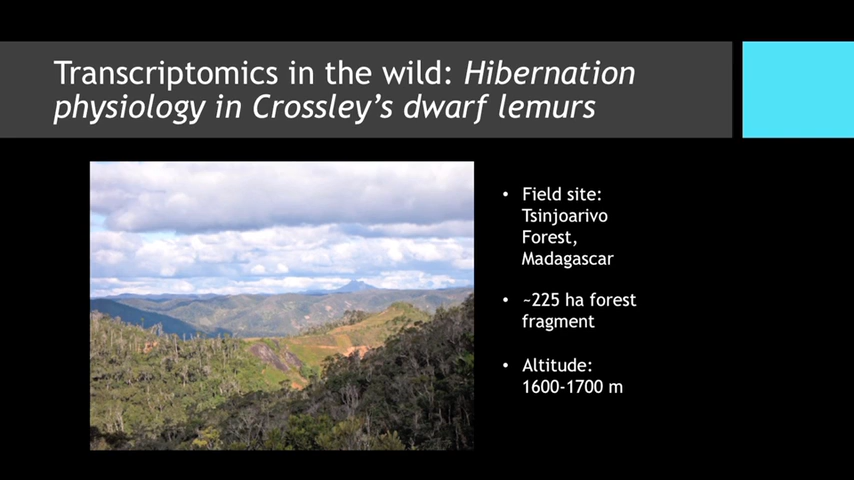 Transcriptomics in the wild: Hibernation
physiology in Crossley's dwarf lemurs
• Field site:
Tsinjoarivo
Forest,
Madagascar
• ~225 ha forest
fragment
• Altitude:
1600-1700 m